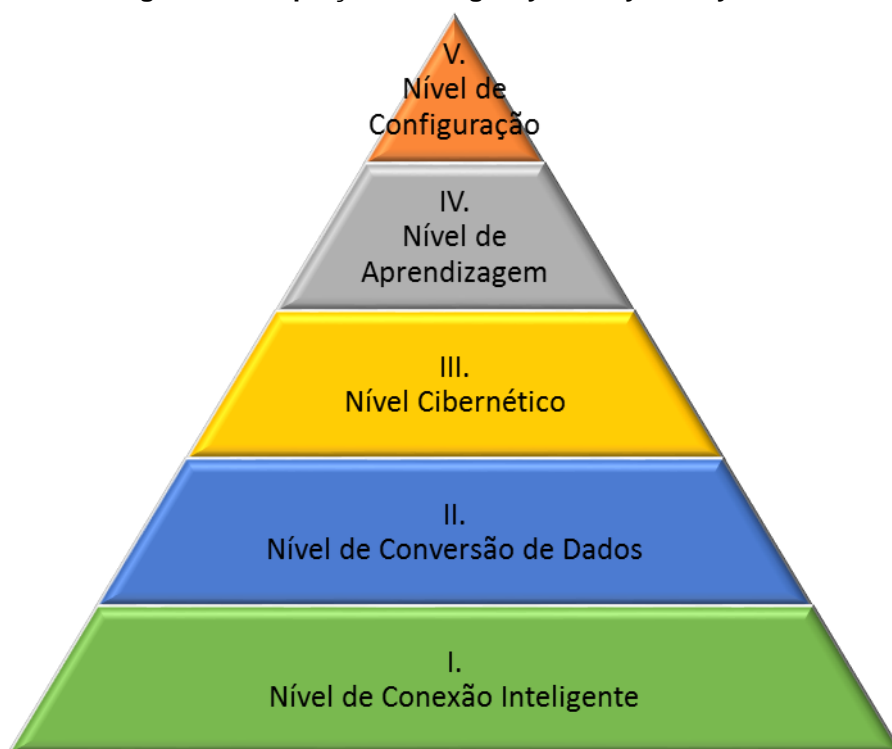 V.
Nível de
Configuração
IV.
Nível de
Aprendizagem
III.
Nível Cibernético
II.
Nível de Conversão de Dados
I.
Nível de Conexão Inteligente